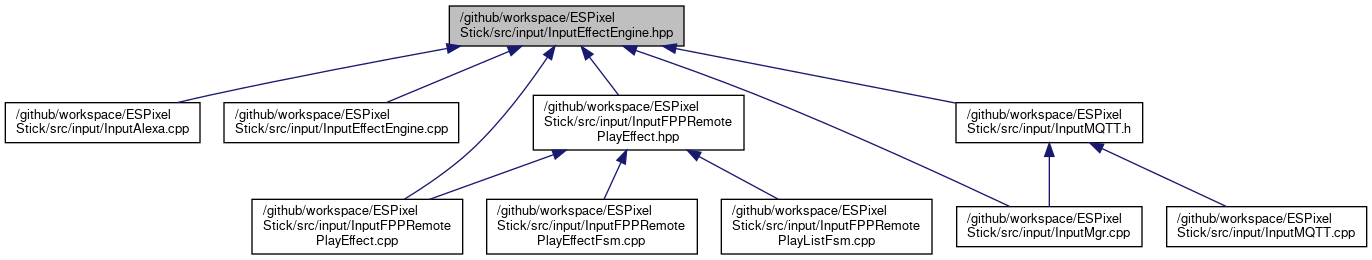 /github/workspace/ESPixel
Stick/src/input/InputEffectEngine.hpp
/github/workspace/ESPixel
Stick/src/input/InputAlexa.cpp
/github/workspace/ESPixel
Stick/src/input/InputEffectEngine.cpp
/github/workspace/ESPixel
Stick/src/input/InputFPPRemote
PlayEffect.hpp
/github/workspace/ESPixel
Stick/src/input/InputMQTT.h
/github/workspace/ESPixel
Stick/src/input/InputFPPRemote
PlayEffect.cpp
/github/workspace/ESPixel
Stick/src/input/InputFPPRemote
PlayEffectFsm.cpp
/github/workspace/ESPixel
Stick/src/input/InputFPPRemote
PlayListFsm.cpp
/github/workspace/ESPixel
Stick/src/input/InputMgr.cpp
/github/workspace/ESPixel
Stick/src/input/InputMQTT.cpp